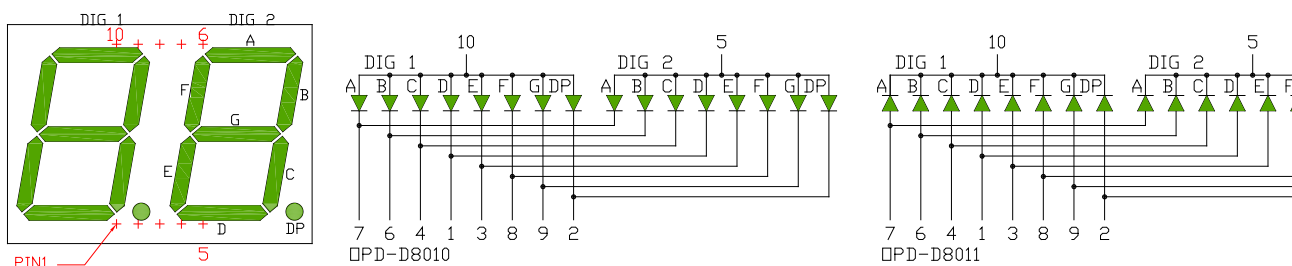 DIG 1 DIG 2
10 6
A
F
B
G
E
C
D DP
PIN1 5
10 5
DIG 1 DIG 2
A B C D E F G DP A B C D E F G DP
7 6 4 1 3 8 9 2
OPD-D8010
10 5
DIG 1 DIG 2
A B C D E F G DP A B C D E
7 6 4 1 3 8 9 2
OPD-D8011